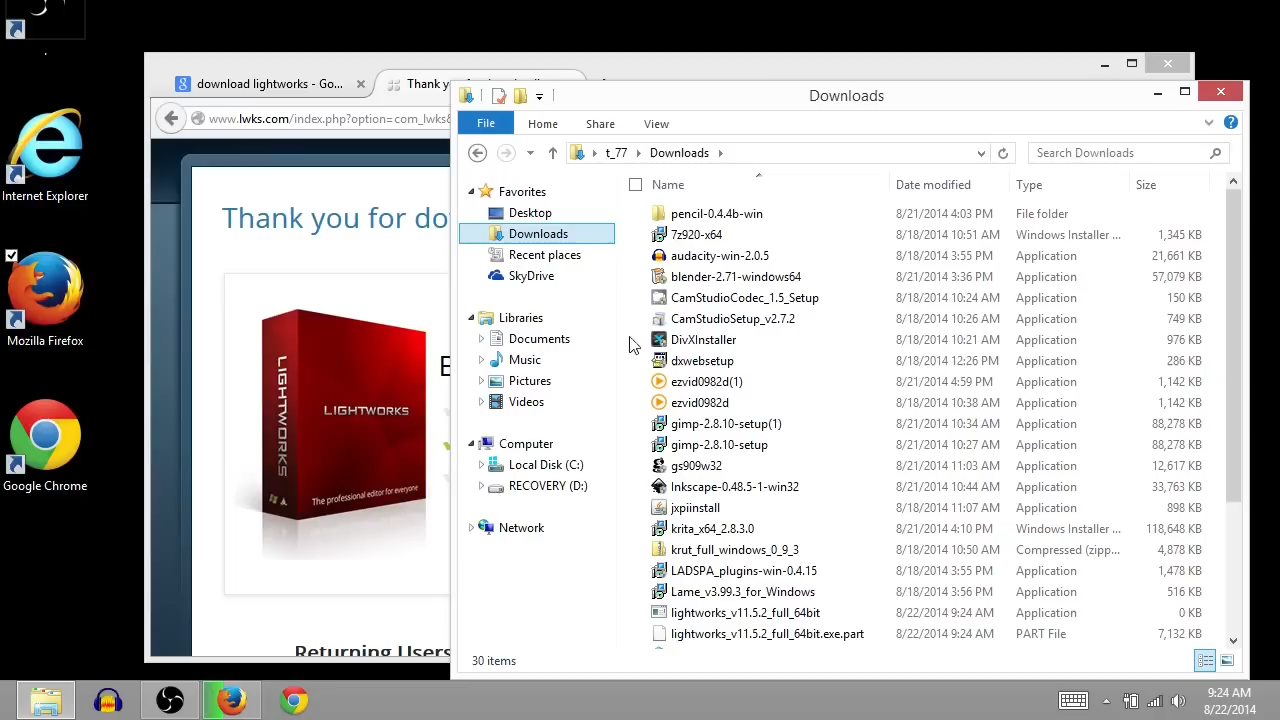 Internet Explorer
Mozilla Firefox
Google Chrome
download lightworks - Go...
Thank y
www.lwks.com/index.php?option=com_lwks&
Thank you for do
LIGHTWORKS
LIGHTWORKS
The professional editor for everyone
E
Returning Users
Downloads
File Home Share View
t_77 Downloads
Search Downloads
Favorites
Desktop
Downloads
Recent places
SkyDrive
Libraries
Documents
Music
Pictures
Videos
Computer
Local Disk (C:)
RECOVERY (D:)
Network
Name Date modified Type Size
pencil-0.4.4b-win 8/21/2014 4:03 PM File folder
7z920-x64 8/18/2014 10:51 AM Windows Installer ... 1,345 KB
audacity-win-2.0.5 8/18/2014 3:55 PM Application 21,661 KB
blender-2.71-windows64 8/21/2014 3:36 PM Application 57,079 KB
CamStudioCodec_1.5_Setup 8/18/2014 10:24 AM Application 150 KB
CamStudioSetup_v2.7.2 8/18/2014 10:26 AM Application 749 KB
DivXInstaller 8/18/2014 10:21 AM Application 976 KB
dxwebsetup 8/18/2014 12:26 PM Application 286 KB
ezvid0982d(1) 8/21/2014 4:59 PM Application 1,142 KB
ezvid0982d 8/18/2014 10:38 AM Application 1,142 KB
gimp-2.8.10-setup(1) 8/21/2014 10:34 AM Application 88,278 KB
gimp-2.8.10-setup 8/18/2014 10:27 AM Application 88,278 KB
gs909w32 8/21/2014 11:03 AM Application 12,617 KB
Inkscape-0.48.5-1-win32 8/21/2014 10:44 AM Application 33,763 KB
jxpiinstall 8/18/2014 11:07 AM Application 898 KB
krita_x64_2.8.3.0 8/21/2014 4:10 PM Windows Installer ... 118,648 KB
krut_full_windows_0_9_3 8/18/2014 10:50 AM Compressed (zipp... 4,878 KB
LADSPA_plugins-win-0.4.15 8/18/2014 3:55 PM Application 1,478 KB
Lame_v3.99.3_for_Windows 8/18/2014 3:56 PM Application 516 KB
lightworks_v11.5.2_full_64bit 8/22/2014 9:24 AM Application 0 KB
lightworks_v11.5.2_full_64bit.exe.part 8/22/2014 9:24 AM PART File 7,132 KB
30 items
9:24 AM
8/22/2014